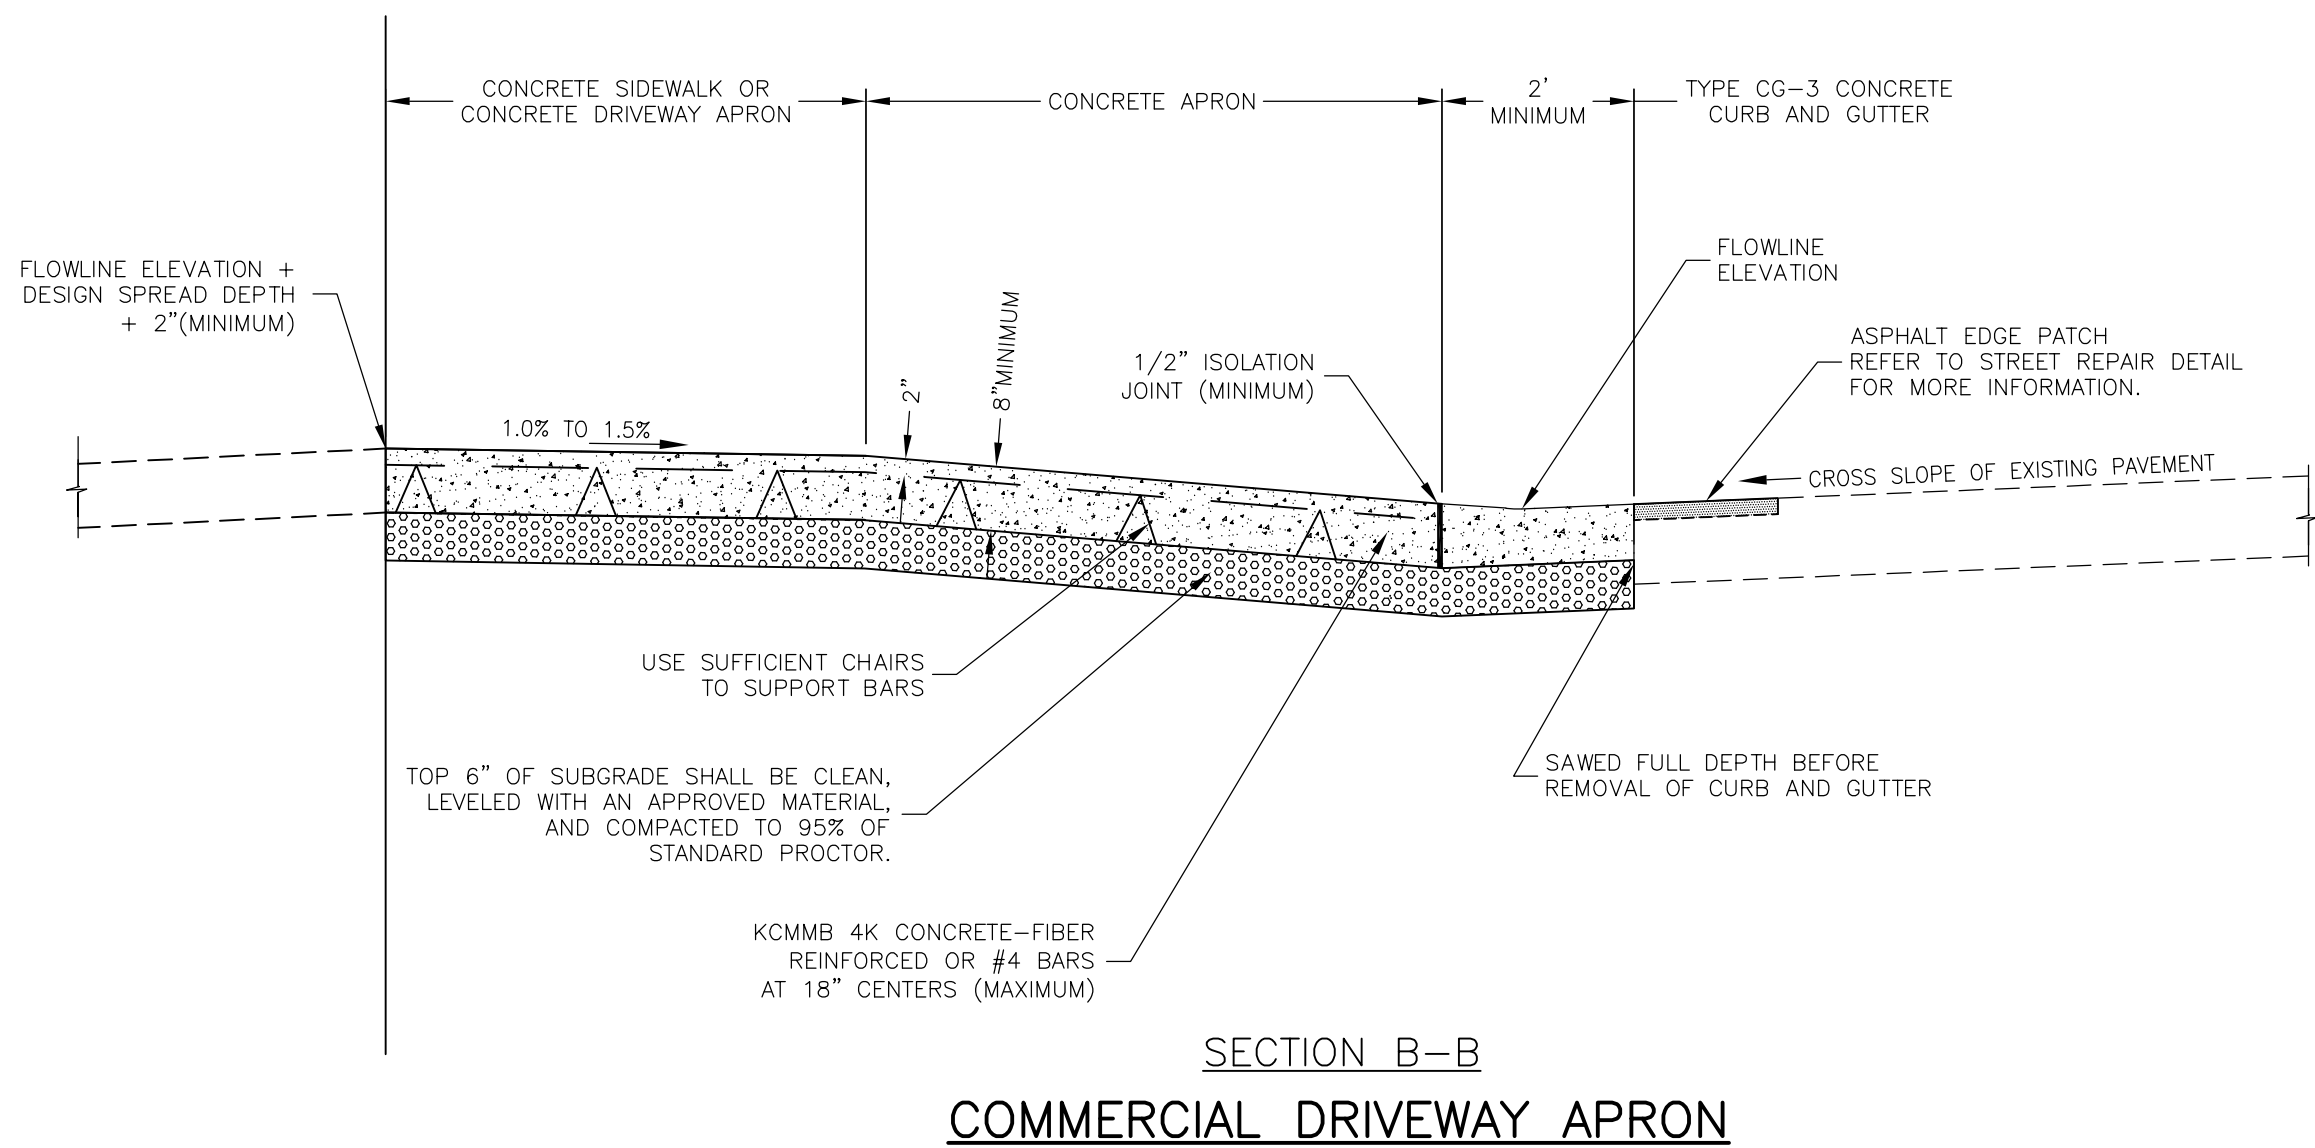 CONCRETE SIDEWALK OR
CONCRETE DRIVEWAY APRON
CONCRETE APRON
2'
MINIMUM
TYPE CG-3 CONCRETE
CURB AND GUTTER
FLOWLINE ELEVATION +
DESIGN SPREAD DEPTH
+ 2"(MINIMUM)
FLOWLINE
ELEVATION
2"
8"MINIMUM
1/2" ISOLATION
JOINT (MINIMUM)
ASPHALT EDGE PATCH
REFER TO STREET REPAIR DETAIL
FOR MORE INFORMATION.
1.0% TO 1.5%
CROSS SLOPE OF EXISTING PAVEMENT
USE SUFFICIENT CHAIRS
TO SUPPORT BARS
TOP 6" OF SUBGRADE SHALL BE CLEAN,
LEVELED WITH AN APPROVED MATERIAL,
AND COMPACTED TO 95% OF
STANDARD PROCTOR.
SAWED FULL DEPTH BEFORE
REMOVAL OF CURB AND GUTTER
KCMMB 4K CONCRETE-FIBER
REINFORCED OR #4 BARS
AT 18" CENTERS (MAXIMUM)
SECTION B-B
COMMERCIAL DRIVEWAY APRON